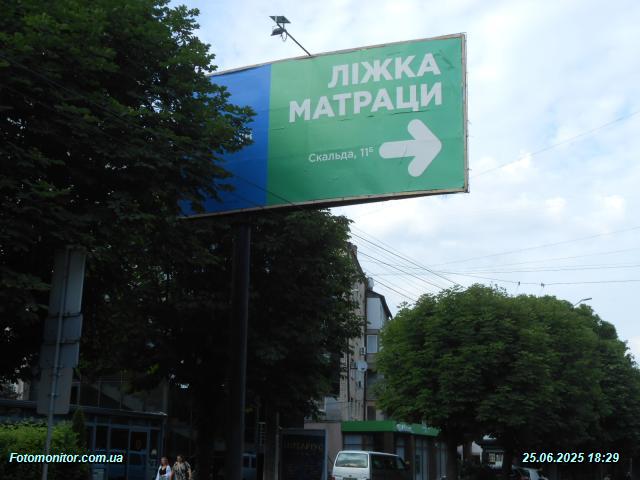 ЛІЖКА
МАТРАЦИ
Скальда, 11Б
Fotomonitor.com.ua
25.06.2025 18:29